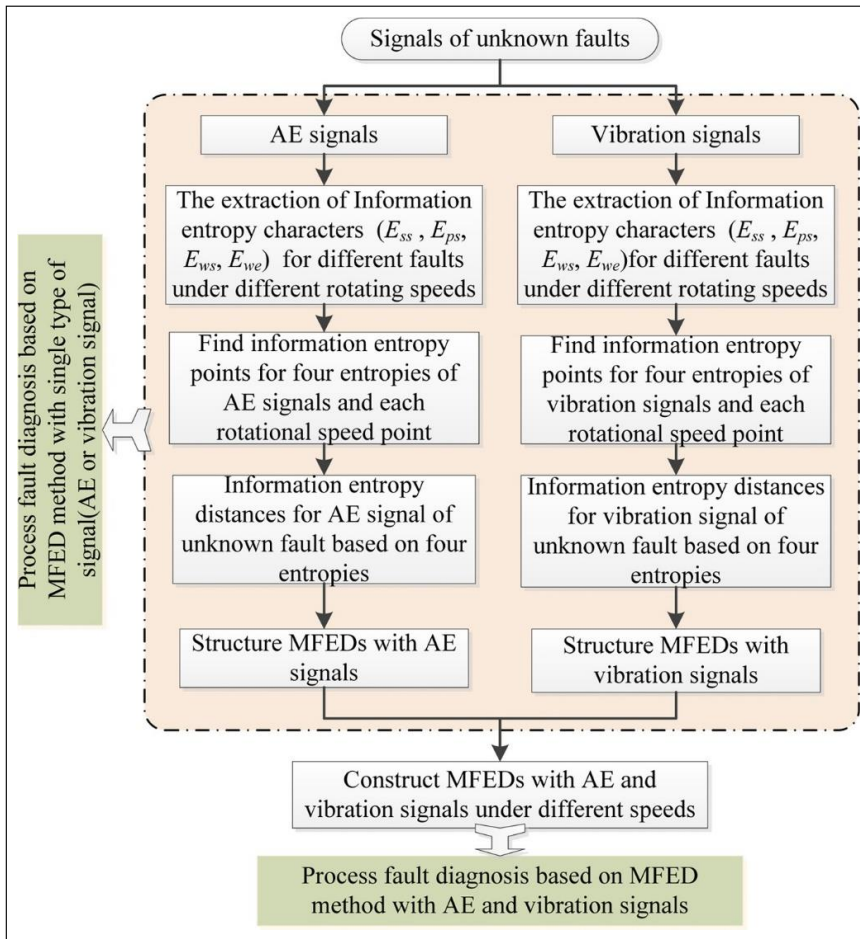 Signals of unknown faults
AE signals
The extraction of Information
entropy characters (Ess , Eps,
Ews, Ewe) for different faults
under different rotating speeds
Find information entropy
points for four entropies of
AE signals and each
rotational speed point
Information entropy
distances for AE signal of
unknown fault based on four
entropies
Structure MFEDs with AE
signals
Vibration signals
The extraction of Information
entropy characters (Ess , Eps,
Ews, Ewe)for different faults
under different rotating speeds
Find information entropy
points for four entropies of
vibration signals and each
rotational speed point
Information entropy distances
for vibration signal of
unknown fault based on four
entropies
Structure MFEDs with
vibration signals
Process fault diagnosis based on
MFED method with single type of
signal(AE or vibration signal)
Construct MFEDs with AE and
vibration signals under different speeds
Process fault diagnosis based on MFED
method with AE and vibration signals